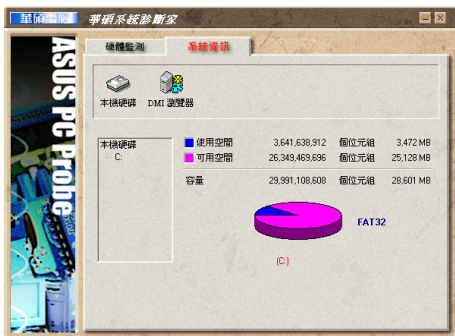 華碩電腦 華碩系統診斷家
ASUS PC Probe
硬體監測 系統資訊
本機硬碟 DMI 瀏覽器
本機硬碟
C:
使用空間 3,641,638,912 個位元組 3,472 MB
可用空間 26,349,469,696 個位元組 25,128 MB
容量 29,991,108,608 個位元組 28,601 MB
FAT32
(C:)